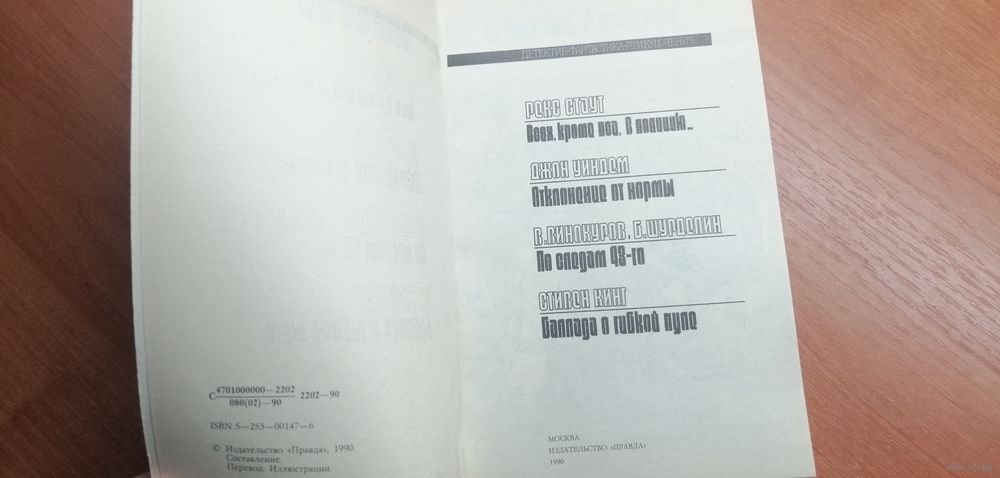 С 4701000000—2202
080(02)—90 2202—90
ISBN 5—253—00147—6
© Издательство «Правда», 1990.
Составление.
Перевод. Иллюстрации.
ДЕТЕКТИВ·ФАНТАСТИКА·ПРИКЛЮЧЕНИЯ
РЕКС СТАУТ
Всех, кроме пса, в полицию...
ДЖОН УИНДЕМ
Отклонение от нормы
В.ВИНОКУРОВ, Б.ШУРДЕЛИН
По следам 93-го
СТИВЕН КИНГ
Баллада о гибкой пуле
МОСКВА
ИЗДАТЕЛЬСТВО «ПРАВДА»
1990